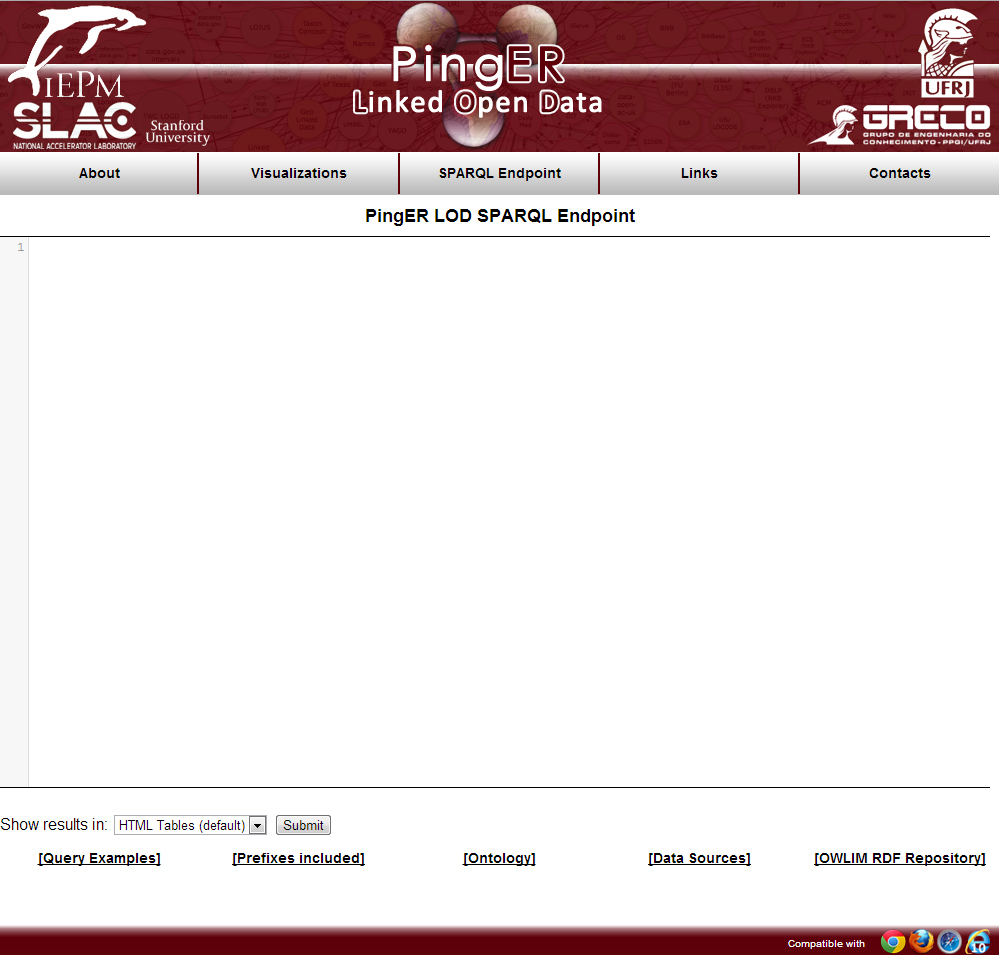 IEPM
SLAC
NATIONAL ACCELERATOR LABORATORY
Stanford
University
PingER
Linked Open Data
UFRJ
GRECO
GRUPO DE ENGENHARIA DO
CONHECIMENTO - PPGI/UFRJ
About
Visualizations
SPARQL Endpoint
Links
Contacts
PingER LOD SPARQL Endpoint
1
Show results in: HTML Tables (default) Submit
[Query Examples]
[Prefixes included]
[Ontology]
[Data Sources]
[OWLIM RDF Repository]
Compatible with
10